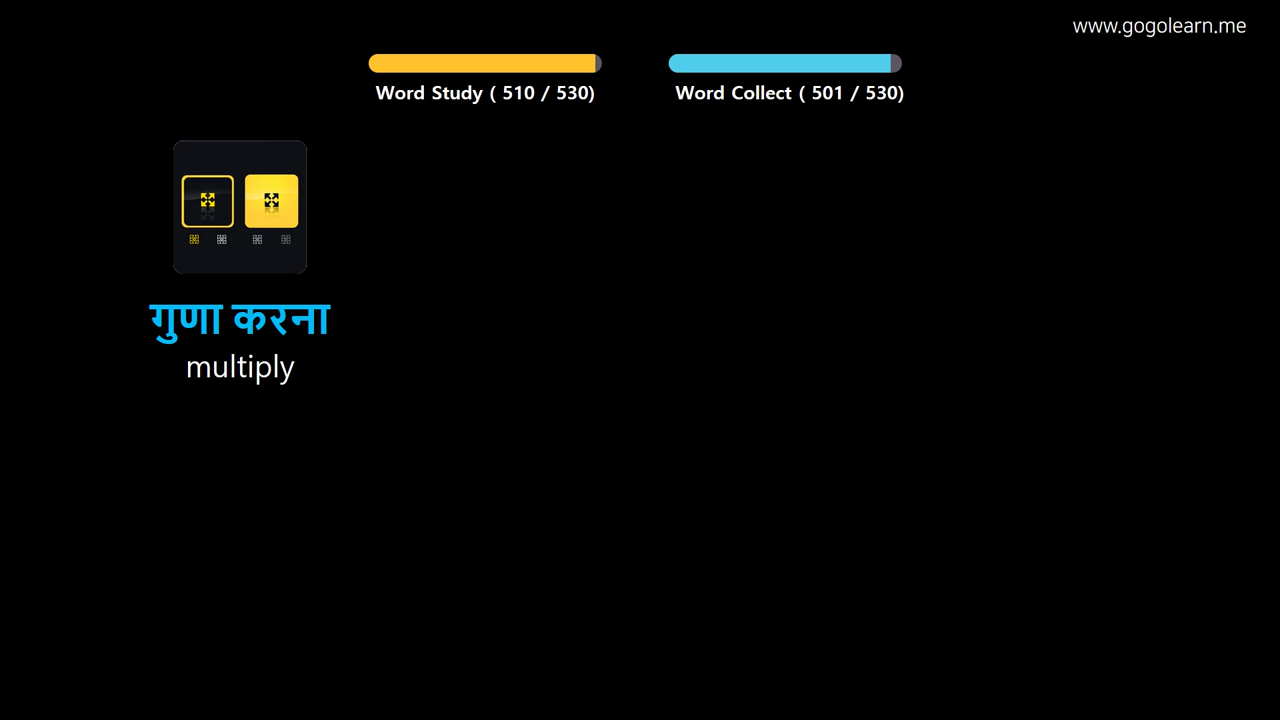 www.gogolearn.me
Word Study ( 510 / 530)
Word Collect ( 501 / 530)
गुणा करना
multiply